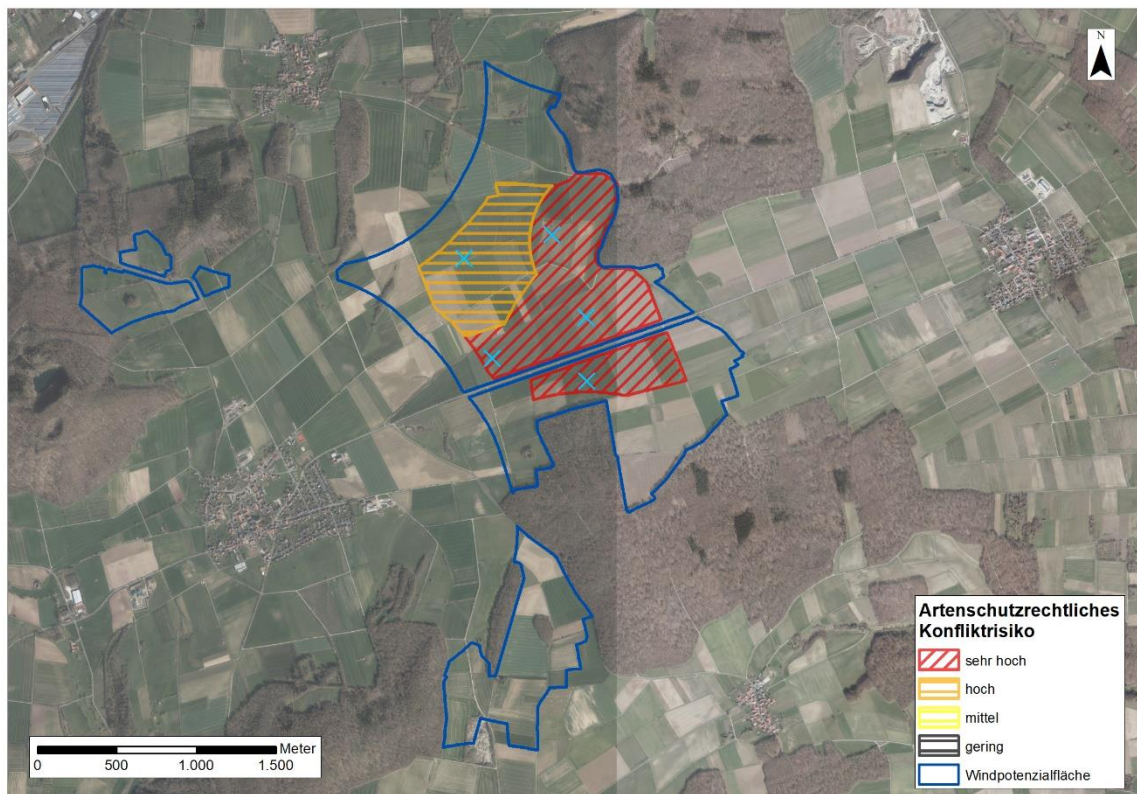 N
Artenschutzrechtliches
Konfliktrisiko
sehr hoch
hoch
mittel
gering
Windpotenzialfläche
Meter
0 500 1.000 1.500